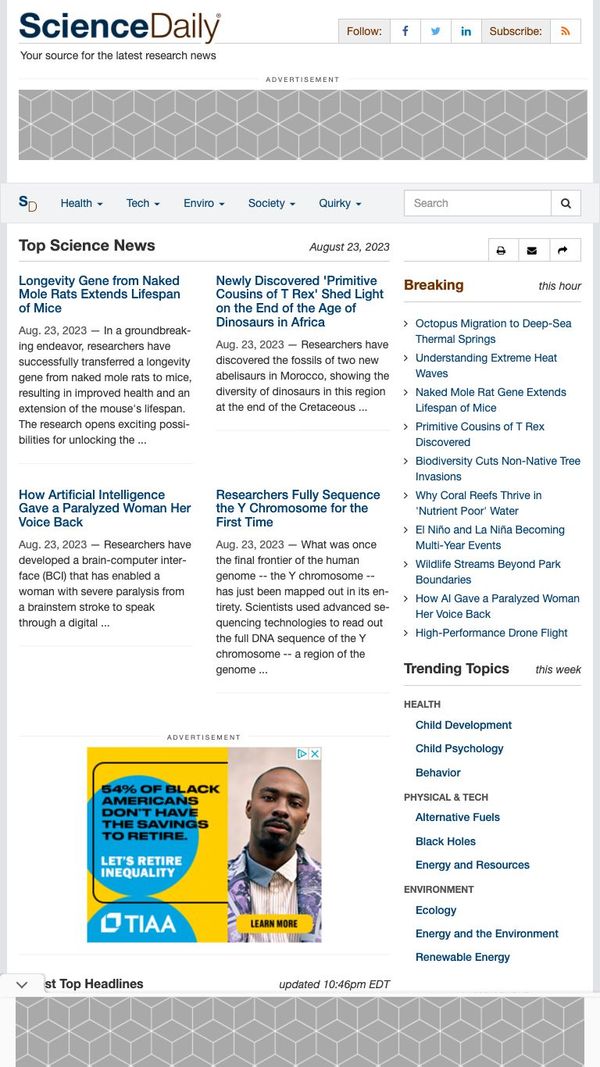 ScienceDaily®
Follow:
Subscribe:
Your source for the latest research news
ADVERTISEMENT
SD
Health
Tech
Enviro
Society
Quirky
Search
Top Science News
August 23, 2023
Longevity Gene from Naked
Mole Rats Extends Lifespan
of Mice
Aug. 23, 2023 — In a groundbreak-
ing endeavor, researchers have
successfully transferred a longevity
gene from naked mole rats to mice,
resulting in improved health and an
extension of the mouse's lifespan.
The research opens exciting possi-
bilities for unlocking the ...
Newly Discovered 'Primitive
Cousins of T Rex' Shed Light
on the End of the Age of
Dinosaurs in Africa
Aug. 23, 2023 — Researchers have
discovered the fossils of two new
abelisaurs in Morocco, showing the
diversity of dinosaurs in this region
at the end of the Cretaceous ...
How Artificial Intelligence
Gave a Paralyzed Woman Her
Voice Back
Aug. 23, 2023 — Researchers have
developed a brain-computer inter-
face (BCI) that has enabled a
woman with severe paralysis from
a brainstem stroke to speak
through a digital ...
Researchers Fully Sequence
the Y Chromosome for the
First Time
Aug. 23, 2023 — What was once
the final frontier of the human
genome -- the Y chromosome --
has just been mapped out in its en-
tirety. Scientists used advanced se-
quencing technologies to read out
the full DNA sequence of the Y
chromosome -- a region of the
genome ...
ADVERTISEMENT
54% OF BLACK
AMERICANS
DON'T HAVE
THE SAVINGS
TO RETIRE.
LET'S RETIRE
INEQUALITY
TIAA
LEARN MORE
st Top Headlines
updated 10:46pm EDT
Breaking
this hour
Octopus Migration to Deep-Sea
Thermal Springs
Understanding Extreme Heat
Waves
Naked Mole Rat Gene Extends
Lifespan of Mice
Primitive Cousins of T Rex
Discovered
Biodiversity Cuts Non-Native Tree
Invasions
Why Coral Reefs Thrive in
'Nutrient Poor' Water
El Niño and La Niña Becoming
Multi-Year Events
Wildlife Streams Beyond Park
Boundaries
How AI Gave a Paralyzed Woman
Her Voice Back
High-Performance Drone Flight
Trending Topics
this week
HEALTH
Child Development
Child Psychology
Behavior
PHYSICAL & TECH
Alternative Fuels
Black Holes
Energy and Resources
ENVIRONMENT
Ecology
Energy and the Environment
Renewable Energy